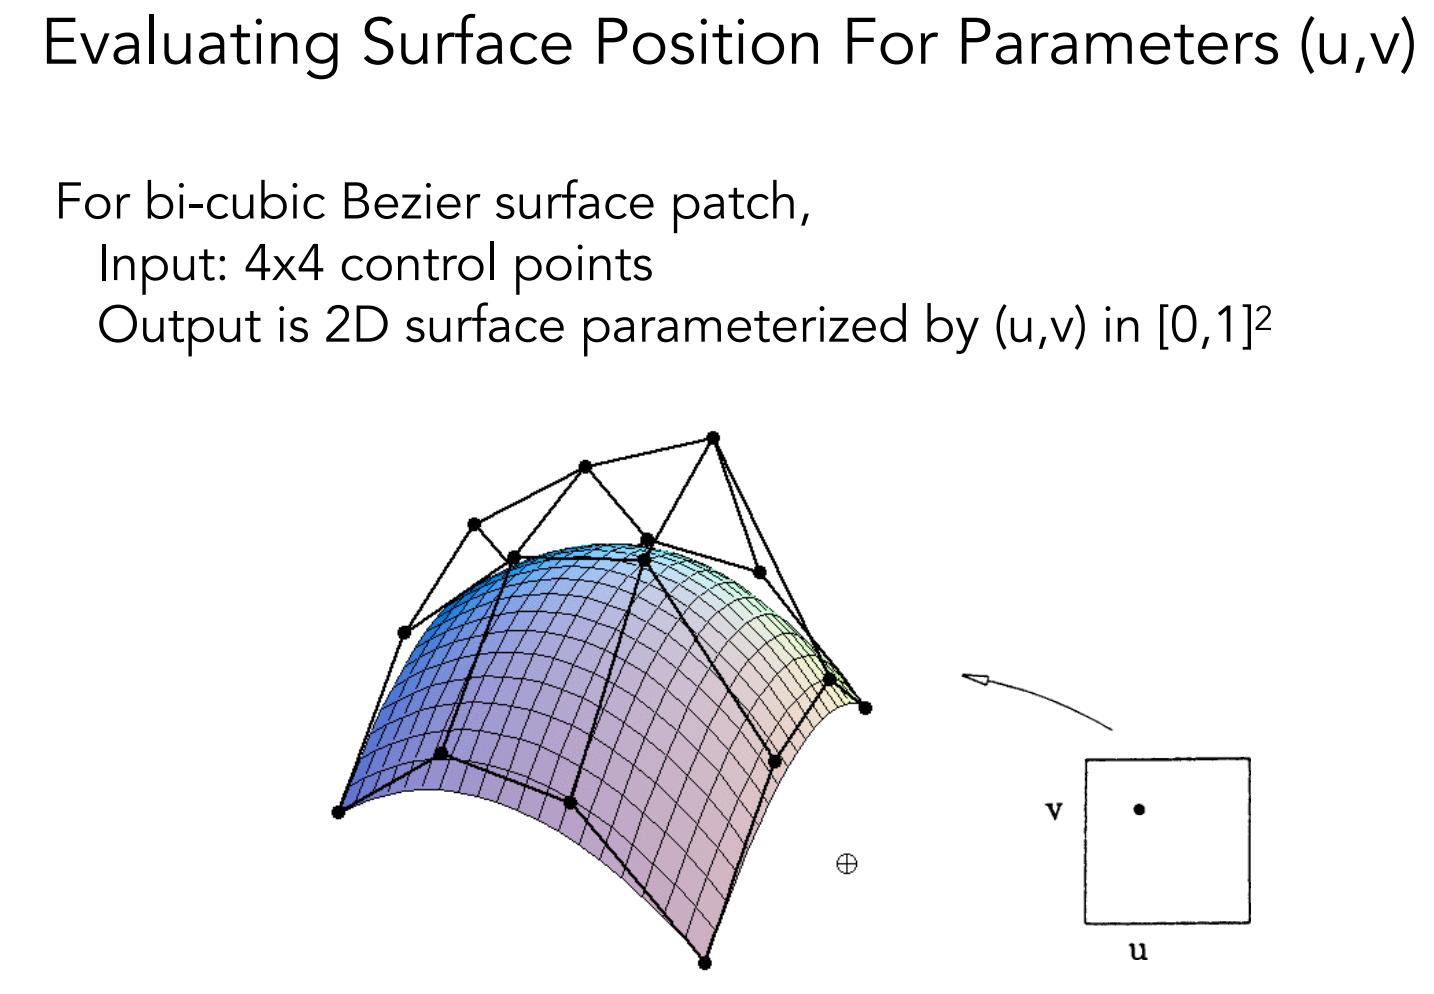 Evaluating Surface Position For Parameters (u,v)
For bi-cubic Bezier surface patch,
Input: 4x4 control points
Output is 2D surface parameterized by (u,v) in [0,1]²
v
u